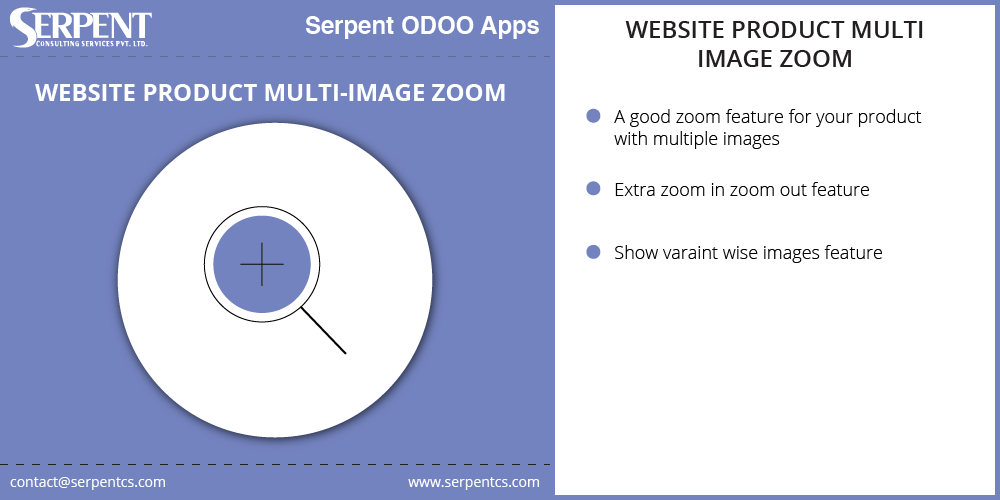 SERPENT
CONSULTING SERVICES PVT. LTD.
Serpent ODOO Apps
WEBSITE PRODUCT MULTI-IMAGE ZOOM
contact@serpentcs.com
www.serpentcs.com
WEBSITE PRODUCT MULTI
IMAGE ZOOM
A good zoom feature for your product
with multiple images
Extra zoom in zoom out feature
Show varaint wise images feature